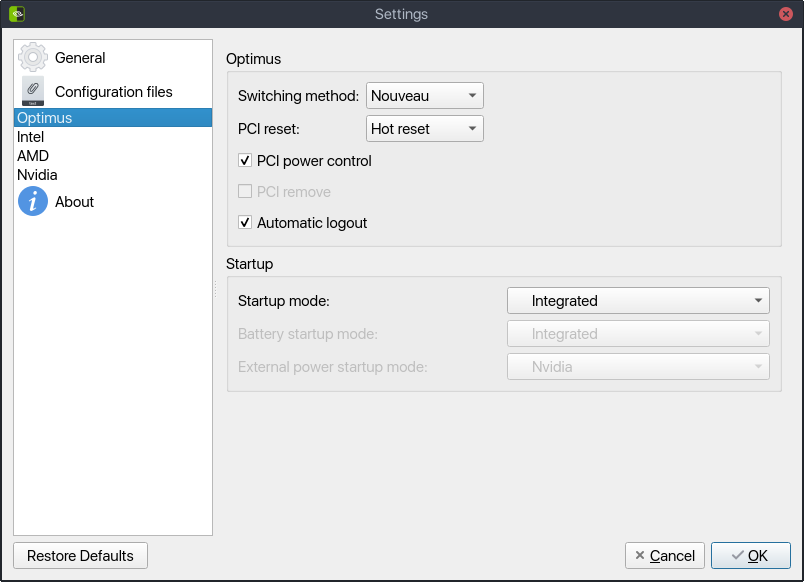 Settings
General
Configuration files
Optimus
Intel
AMD
Nvidia
About
Optimus
Switching method: Nouveau
PCI reset: Hot reset
PCI power control
PCI remove
Automatic logout
Startup
Startup mode: Integrated
Battery startup mode: Integrated
External power startup mode: Nvidia
Restore Defaults
Cancel
OK